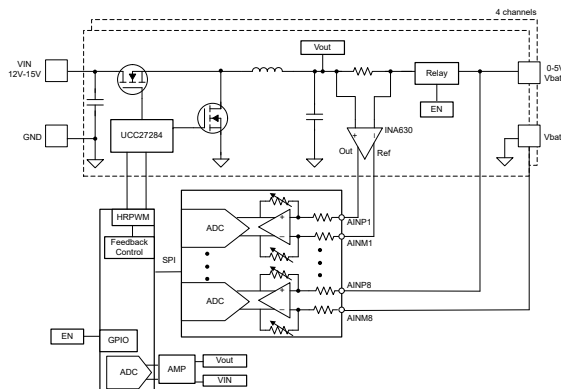 4 channels
VIN
12V-15V
Vout
Relay
0-5V
Vbat
EN
UCC27284
INA630
GND
Out
Ref
Vbat
HRPWM
Feedback
Control
SPI
ADC
AINP1
AINM1
ADC
AINP8
AINM8
EN
GPIO
ADC
AMP
Vout
VIN